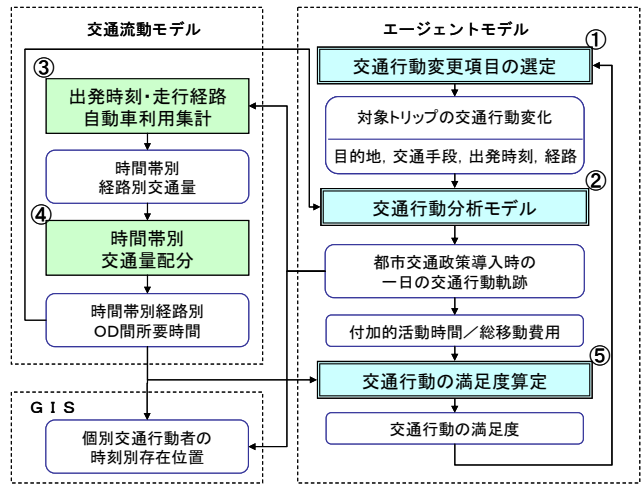 交通流動モデル
③
出発時刻・走行経路
自動車利用集計
時間帯別
経路別交通量
④
時間帯別
交通量配分
時間帯別経路別
OD間所要時間
GIS
個別交通行動者の
時刻別存在位置
エージェントモデル
①
交通行動変更項目の選定
対象トリップの交通行動変化
目的地,交通手段,出発時刻,経路
②
交通行動分析モデル
都市交通政策導入時の
一日の交通行動軌跡
付加的活動時間/総移動費用
⑤
交通行動の満足度算定
交通行動の満足度